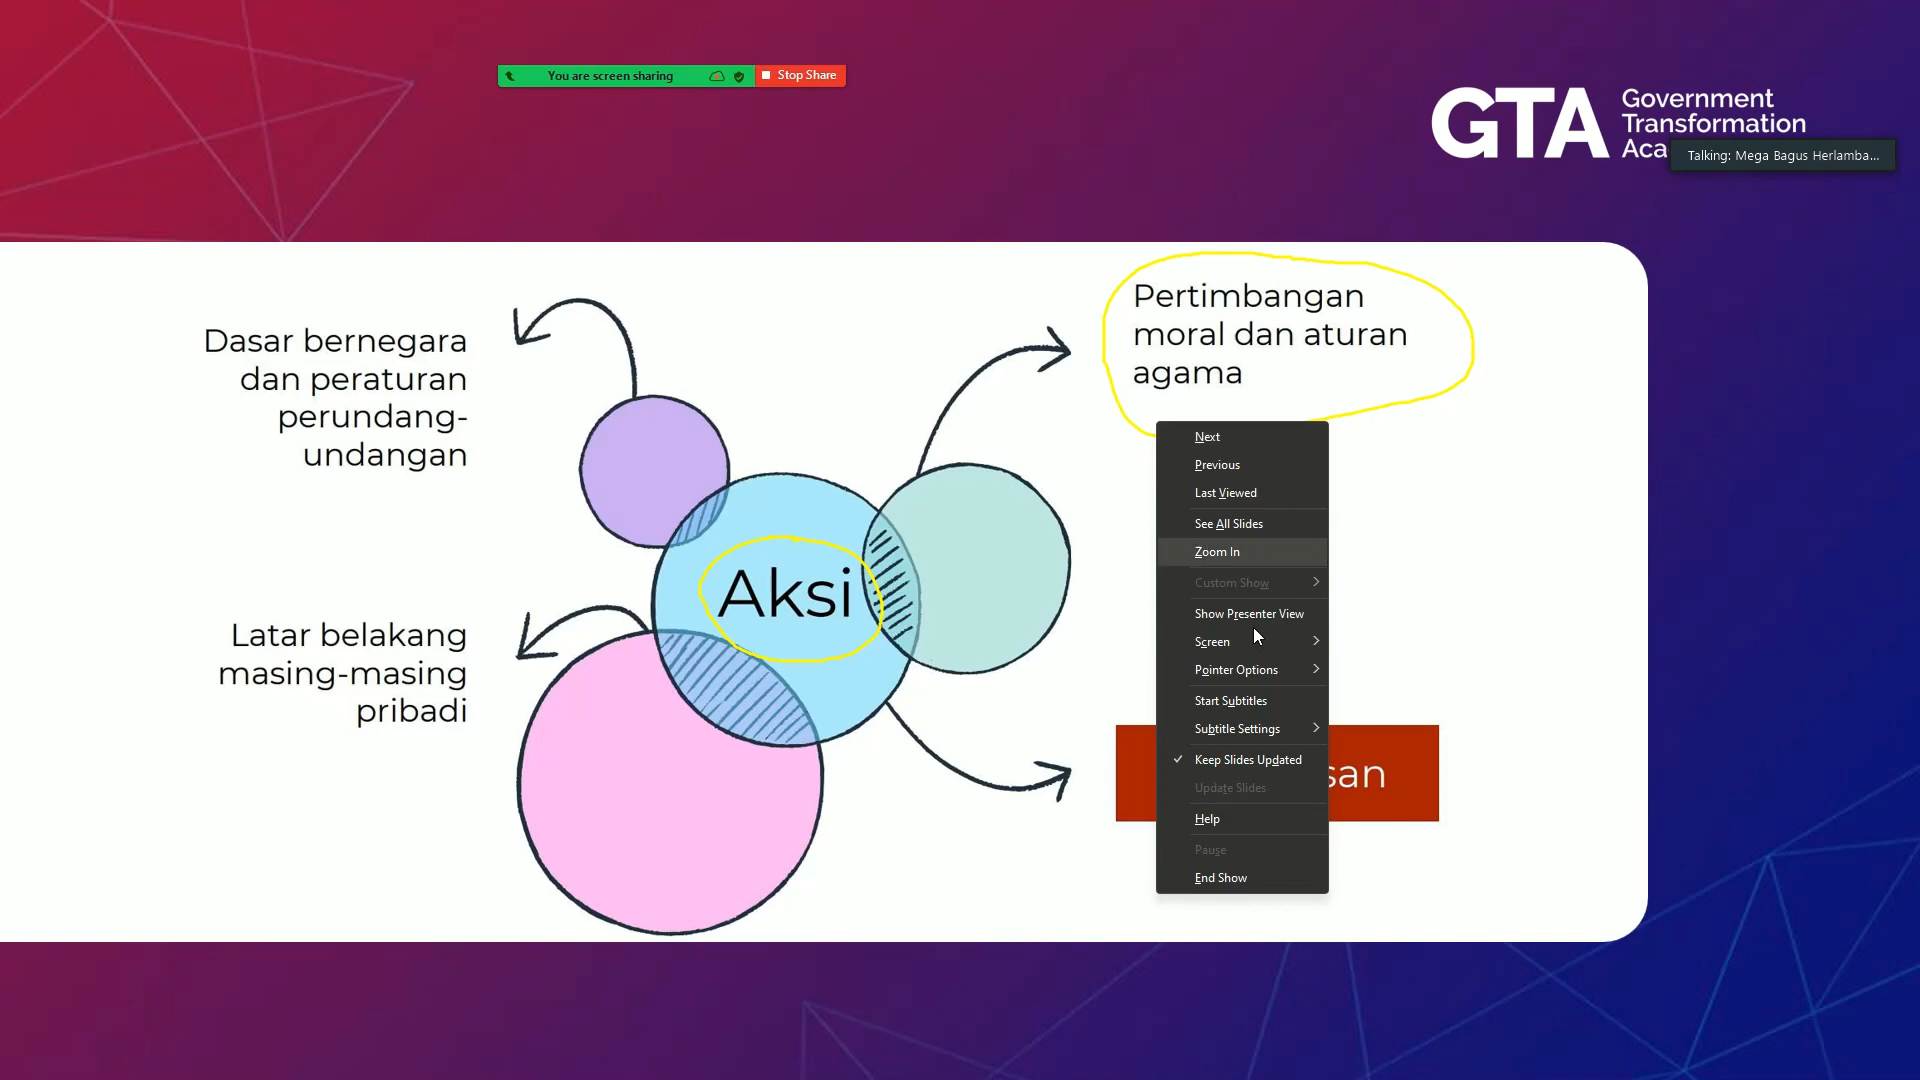 You are screen sharing
Stop Share
GTA
Government
Transformation
Talking: Mega Bagus Herlamba...
Dasar bernegara
dan peraturan
perundang-
undangan
Pertimbangan
moral dan aturan
agama
Aksi
Latar belakang
masing-masing
pribadi
Next
Previous
Last Viewed
See All Slides
Zoom In
Custom Show
Show Presenter View
Screen
Pointer Options
Start Subtitles
Subtitle Settings
Keep Slides Updated
Update Slides
Help
Pause
End Show